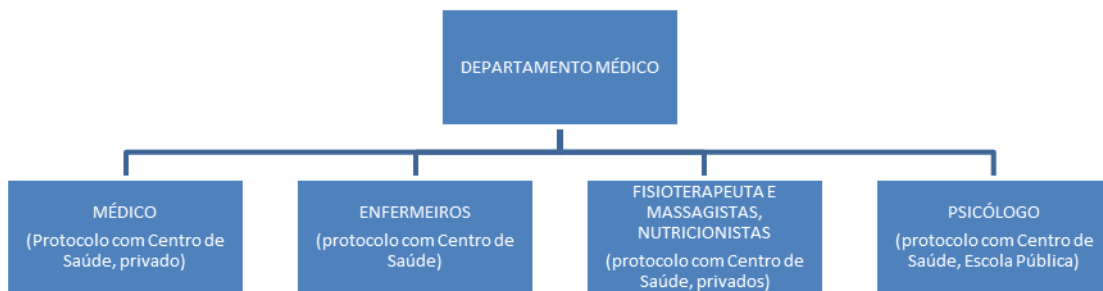 DEPARTAMENTO MÉDICO
MÉDICO
(Protocolo com Centro de
Saúde, privado)
ENFERMEIROS
(protocolo com Centro de
Saúde)
FISIOTERAPEUTA E
MASSAGISTAS,
NUTRICIONISTAS
(protocolo com Centro de
Saúde, privados)
PSICÓLOGO
(protocolo com Centro de
Saúde, Escola Pública)